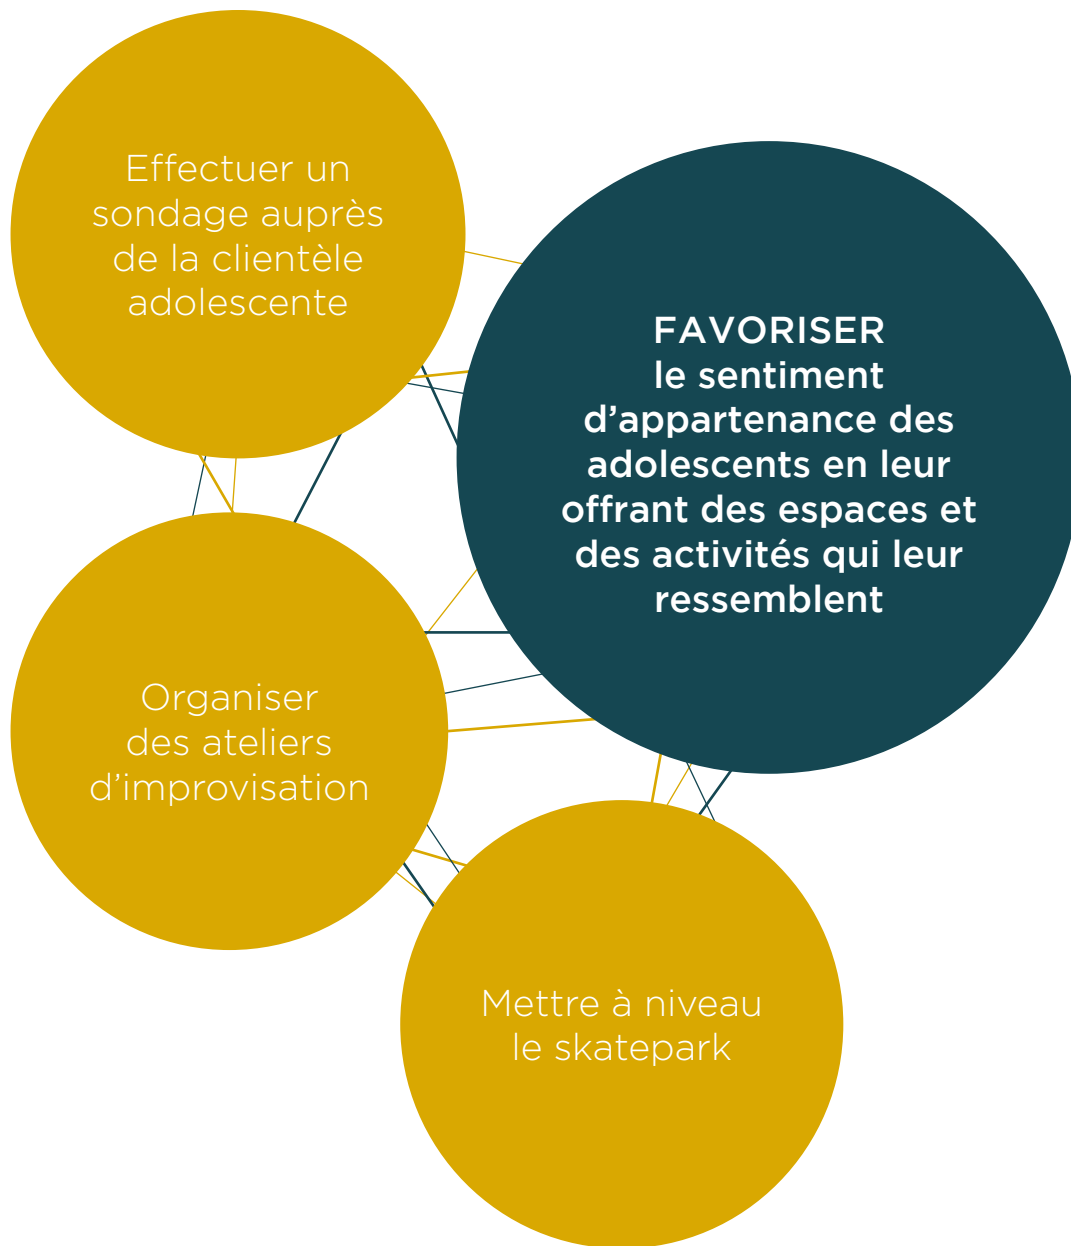 Effectuer un
sondage auprès
de la clientèle
adolescente
FAVORISER
le sentiment
d’appartenance des
adolescents en leur
offrant des espaces et
des activités qui leur
ressemblent
Organiser
des ateliers
d’improvisation
Mettre à niveau
le skatepark